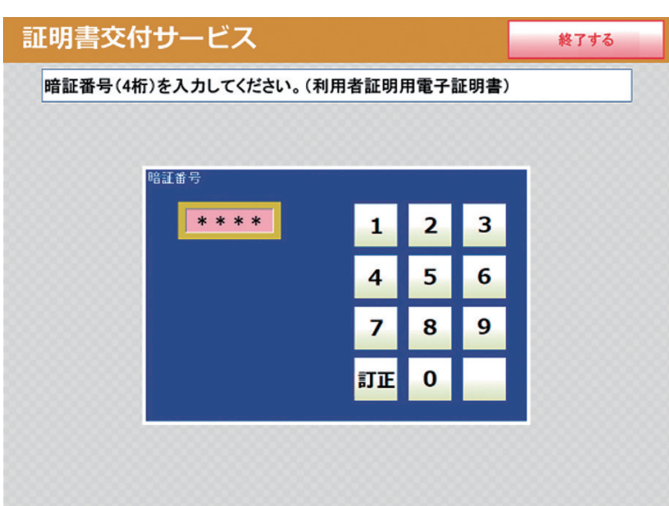 証明書交付サービス
終了する
暗証番号(4桁)を入力してください。(利用者証明用電子証明書)
暗証番号
****
1 2 3
4 5 6
7 8 9
訂正 0